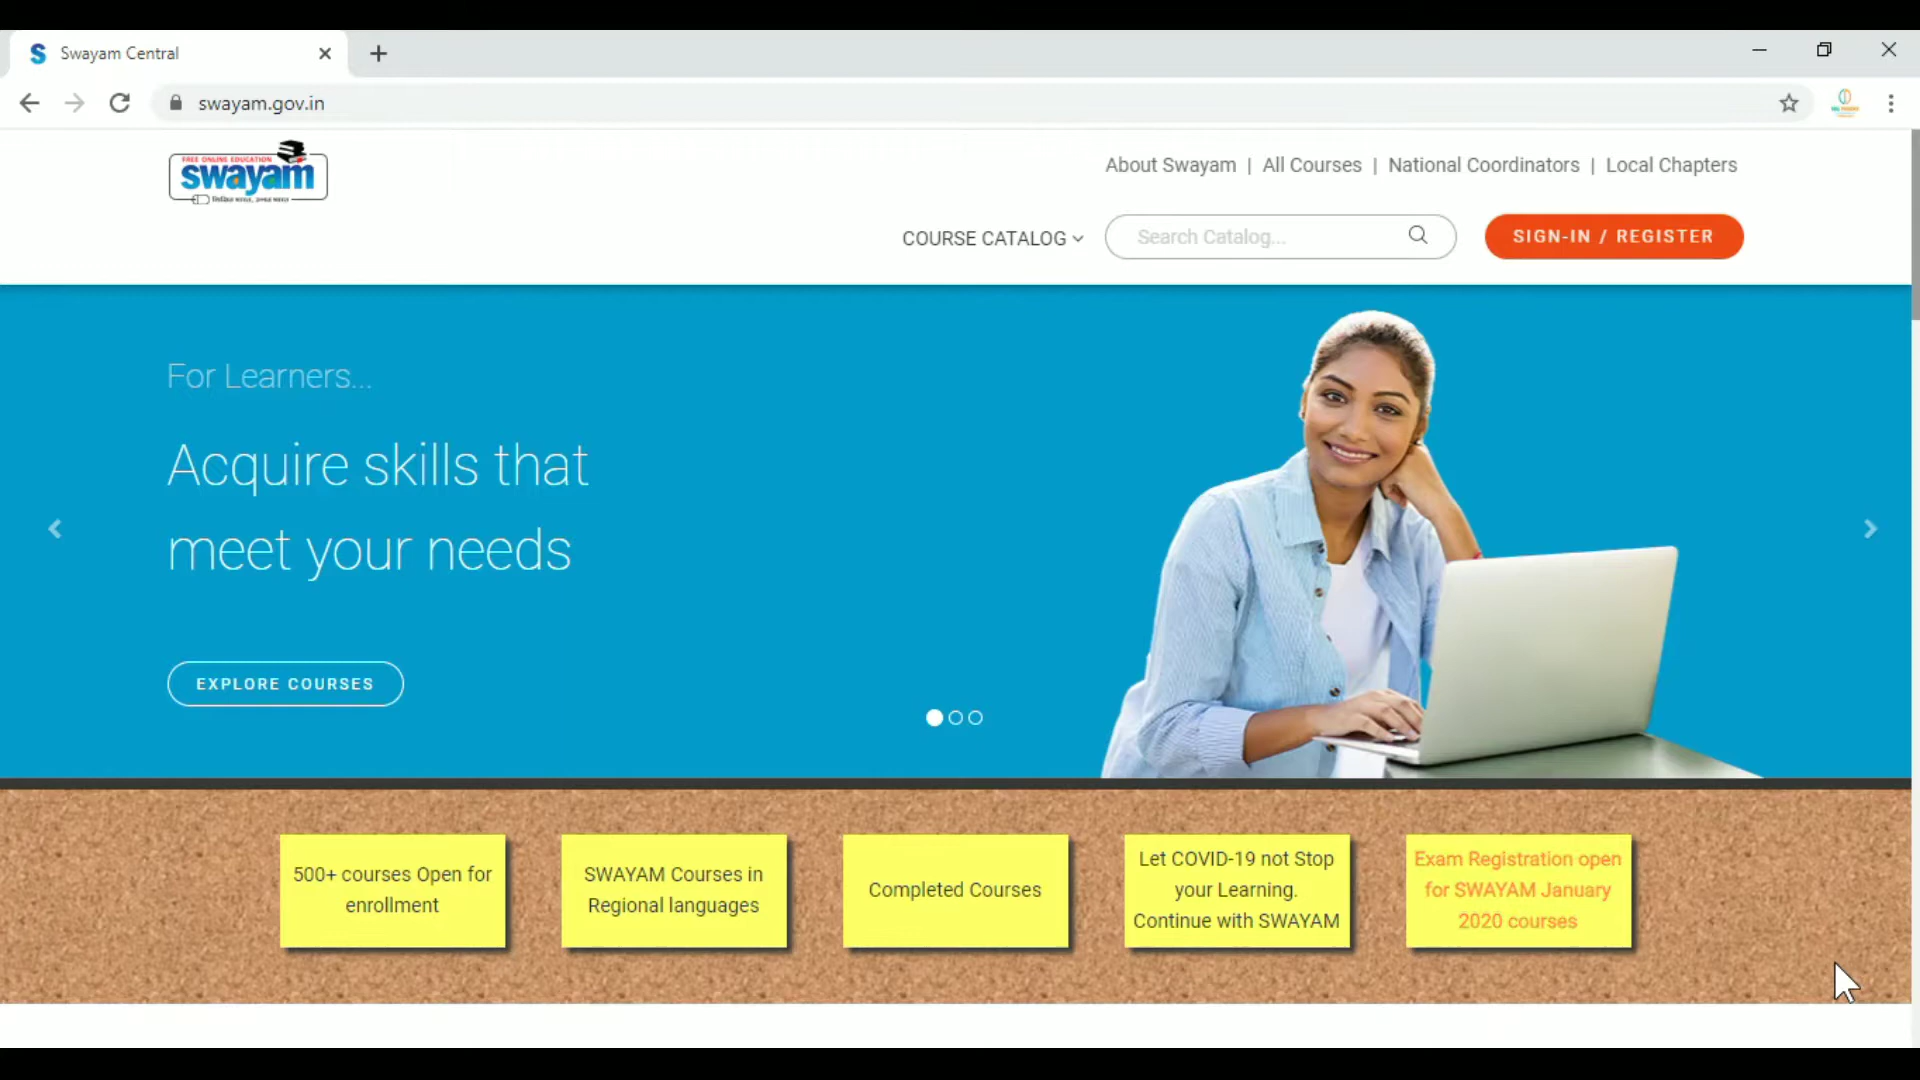 Swayam Central
swayam.gov.in
FREE ONLINE EDUCATION
swayam
About Swayam | All Courses | National Coordinators | Local Chapters
COURSE CATALOG
Search Catalog...
SIGN-IN / REGISTER
For Learners...
Acquire skills that
meet your needs
EXPLORE COURSES
500+ courses Open for
enrollment
SWAYAM Courses in
Regional languages
Completed Courses
Let COVID-19 not Stop
your Learning.
Continue with SWAYAM
Exam Registration open
for SWAYAM January
2020 courses